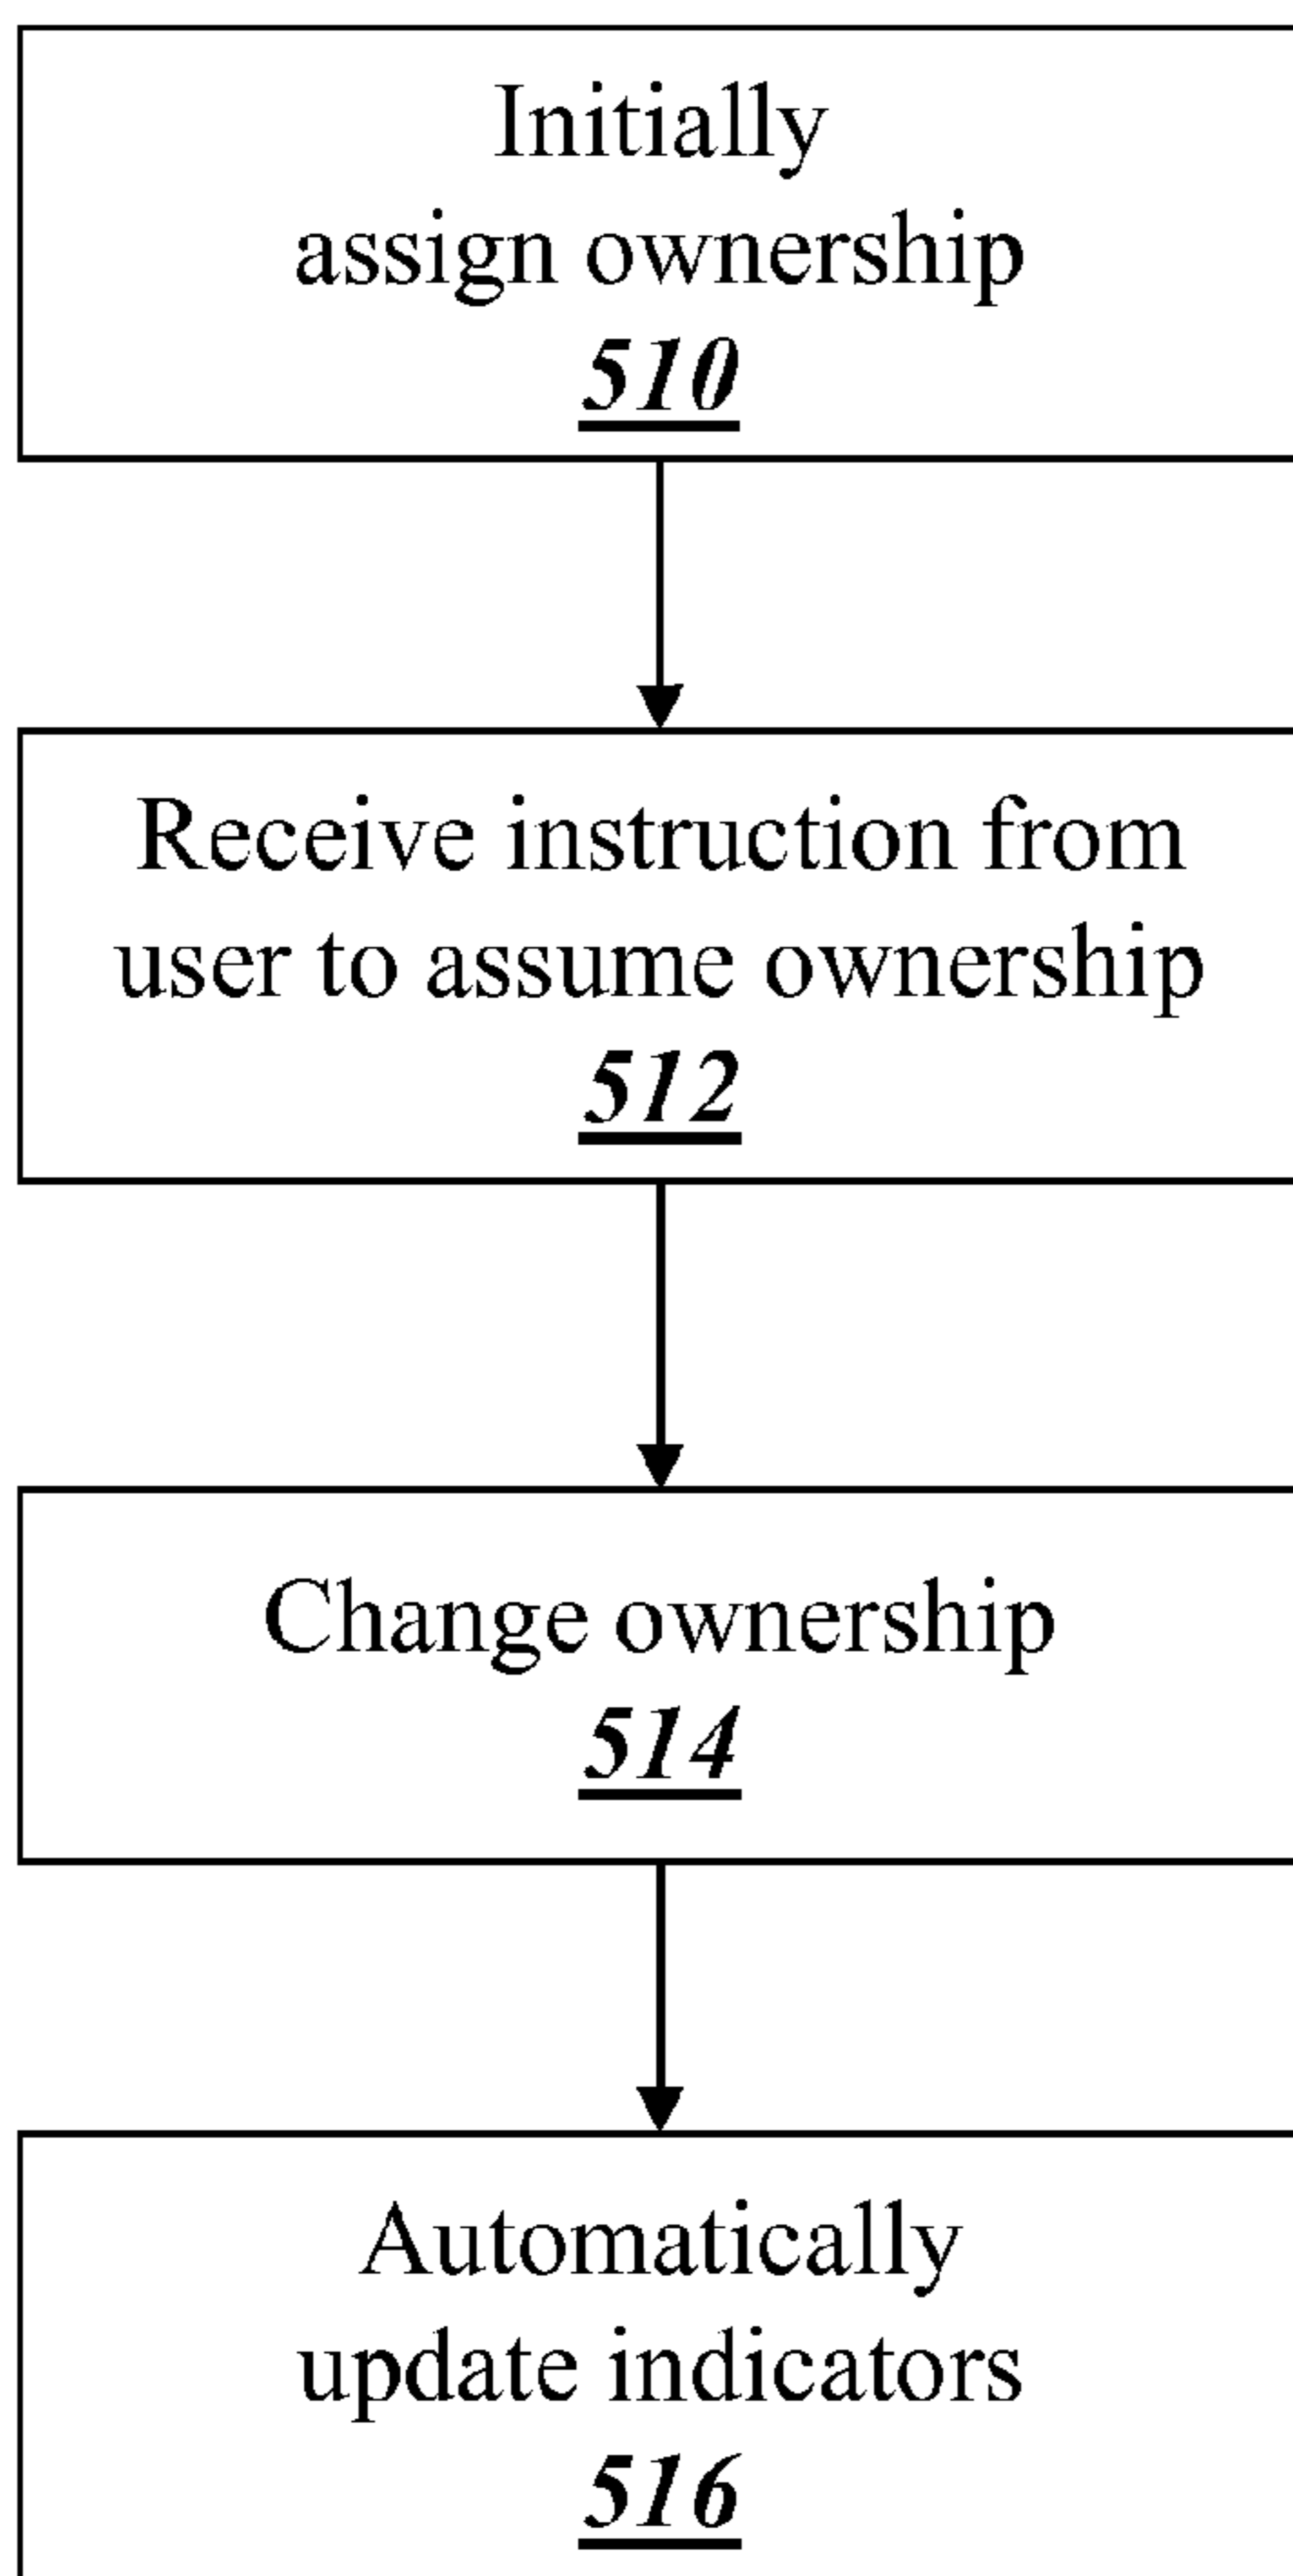 Initially
assign ownership
510
Receive instruction from
user to assume ownership
512
Change ownership
514
Automatically
update indicators
516